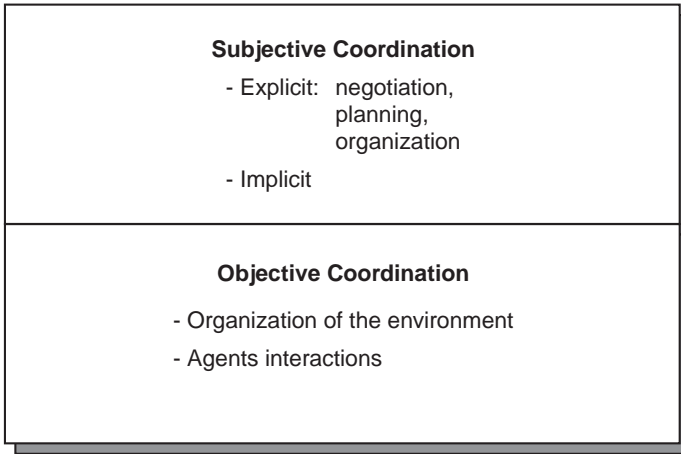 Subjective Coordination
- Explicit: negotiation,
planning,
organization
- Implicit
Objective Coordination
- Organization of the environment
- Agents interactions